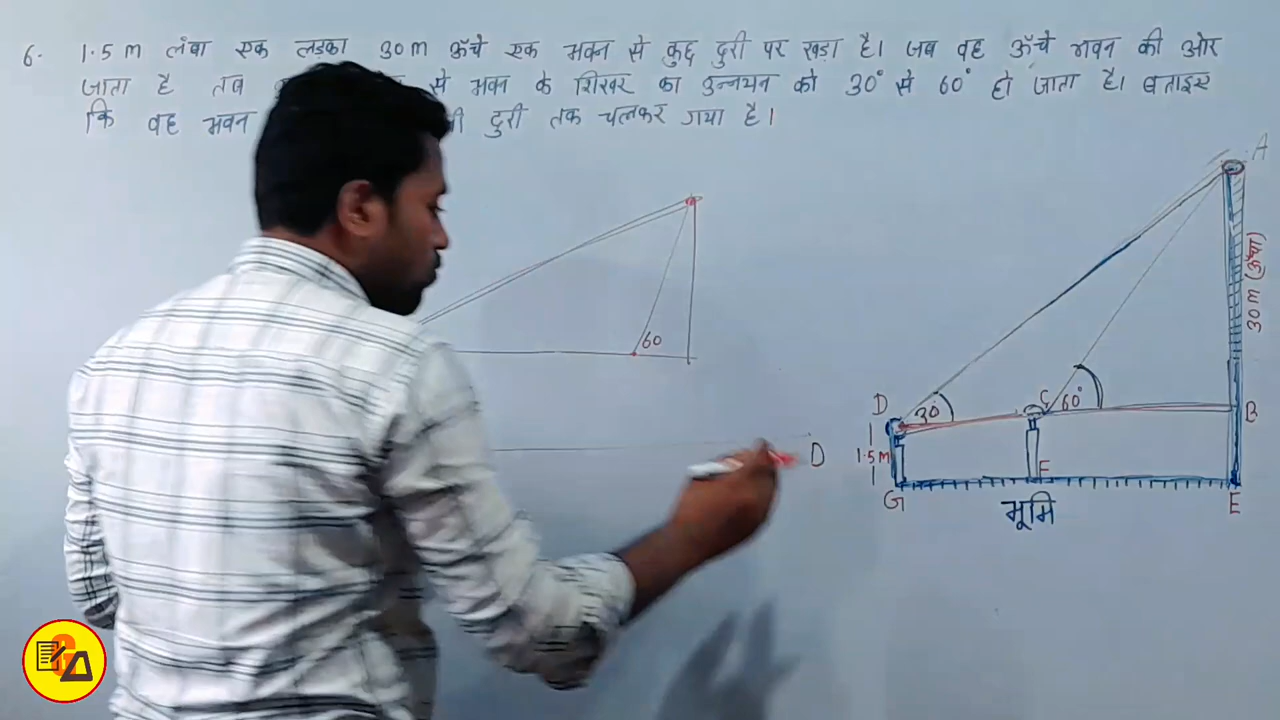 6. 1.5 m लंबा एक लड़का 30 m ऊँचे एक भवन से कुछ दुरी पर खड़ा है। जब वह ऊँचे भवन की ओर
जाता है तब से भवन के शिखर का उन्नयन को 30° से 60° हो जाता है। बताइए
कि वह भवन दुरी तक चलकर गया है।
A
30 m (ऊँचा)
60
D
30°
C
60°
B
1.5 M
D
F
G
E
भूमि